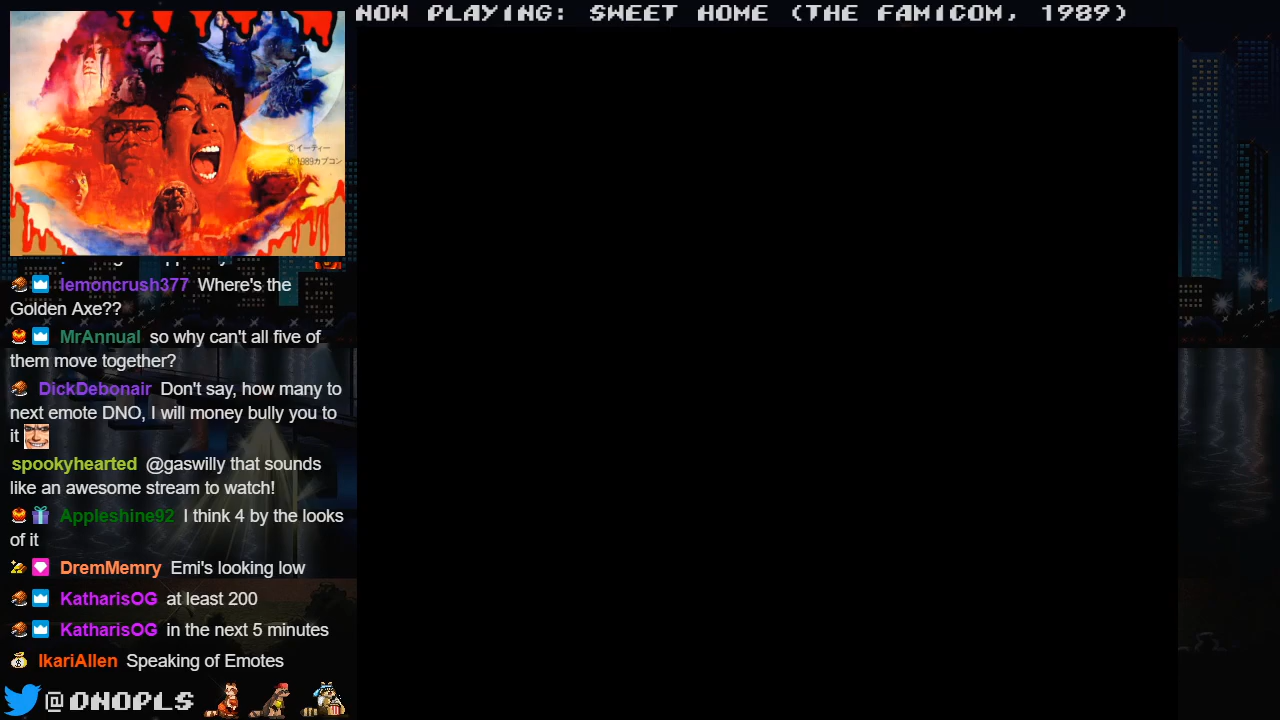 NOW PLAYING: SWEET HOME (THE FAMICOM, 1989)
©イーティー
©1989カプコン
lemoncrush377 Where's the
Golden Axe??
MrAnnual so why can't all five of
them move together?
DickDebonair Don't say, how many to
next emote DNO, I will money bully you to
it
spookyhearted @gaswilly that sounds
like an awesome stream to watch!
Appleshine92 I think 4 by the looks
of it
DremMemry Emi's looking low
KatharisOG at least 200
KatharisOG in the next 5 minutes
IkariAllen Speaking of Emotes
@DNOPLS